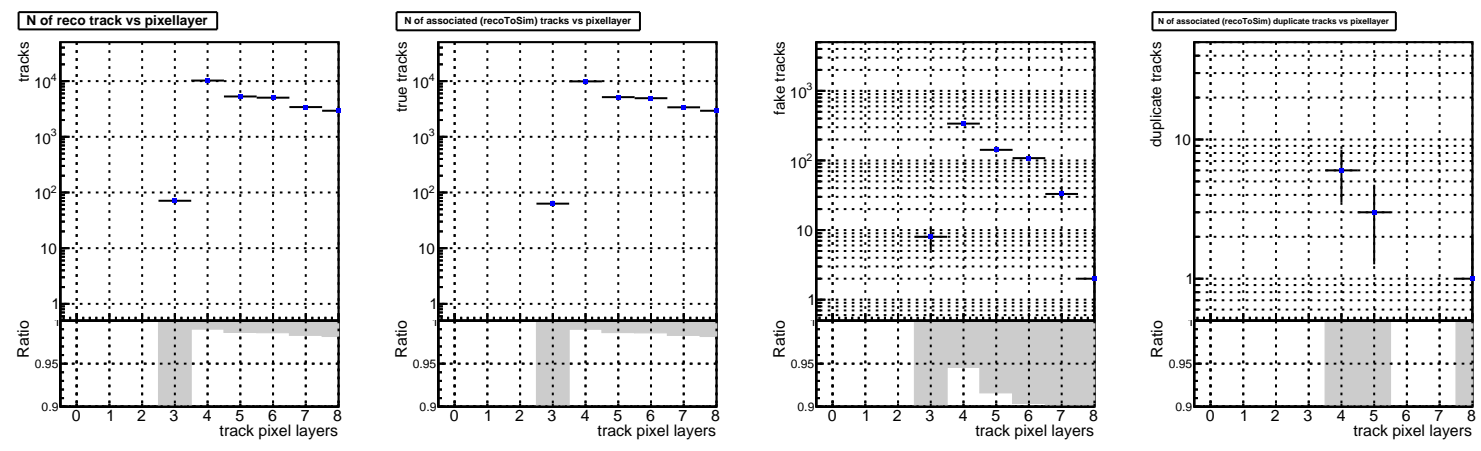 N of reco track vs pixellayer
tracks
10⁴
10³
10²
10
1
Ratio
1
0.95
0.9
0 1 2 3 4 5 6 7 8
track pixel layers
N of associated (recoToSim) tracks vs pixellayer
true tracks
10⁴
10³
10²
10
1
Ratio
1
0.95
0.9
0 1 2 3 4 5 6 7 8
track pixel layers
fake tracks
10³
10²
10
1
Ratio
1
0.95
0.9
0 1 2 3 4 5 6 7 8
track pixel layers
N of associated (recoToSim) duplicate tracks vs pixellayer
duplicate tracks
10
1
Ratio
1
0.95
0.9
0 1 2 3 4 5 6 7 8
track pixel layers